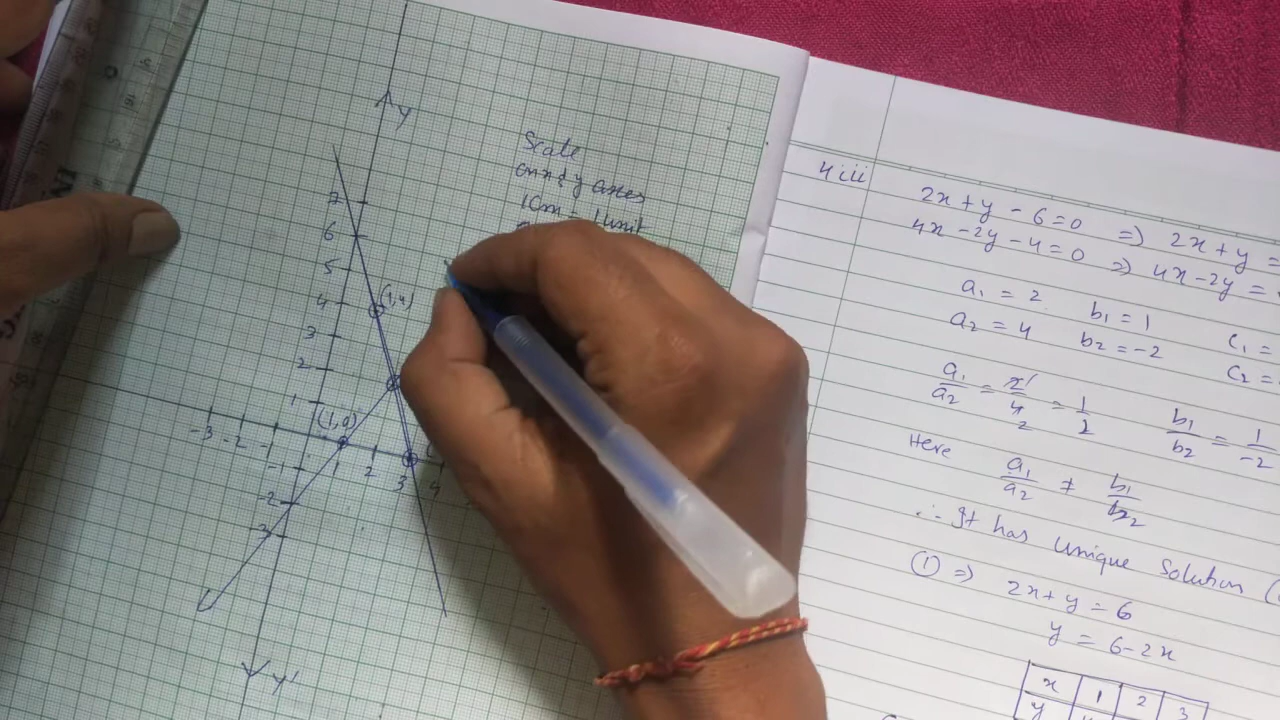 Y
Scale
on x & y axes
1cm = 1unit
7
6
5
4
(1,4)
3
2
1
(1,0)
-3 -2 -1
1 2 3 4
-1
-2
-3
Y'
4iii
2x + y - 6 = 0 ⇒ 2x + y =
4x - 2y - 4 = 0 ⇒ 4x - 2y =
a₁ = 2 b₁ = 1 c₁ =
a₂ = 4 b₂ = -2 c₂ =
a₁/a₂ = 2/4 = 1/2 b₁/b₂ = 1/-2
Here a₁/a₂ ≠ b₁/b₂
∴ It has unique solution
① ⇒ 2x + y = 6
y = 6 - 2x
x 1 2 3
y